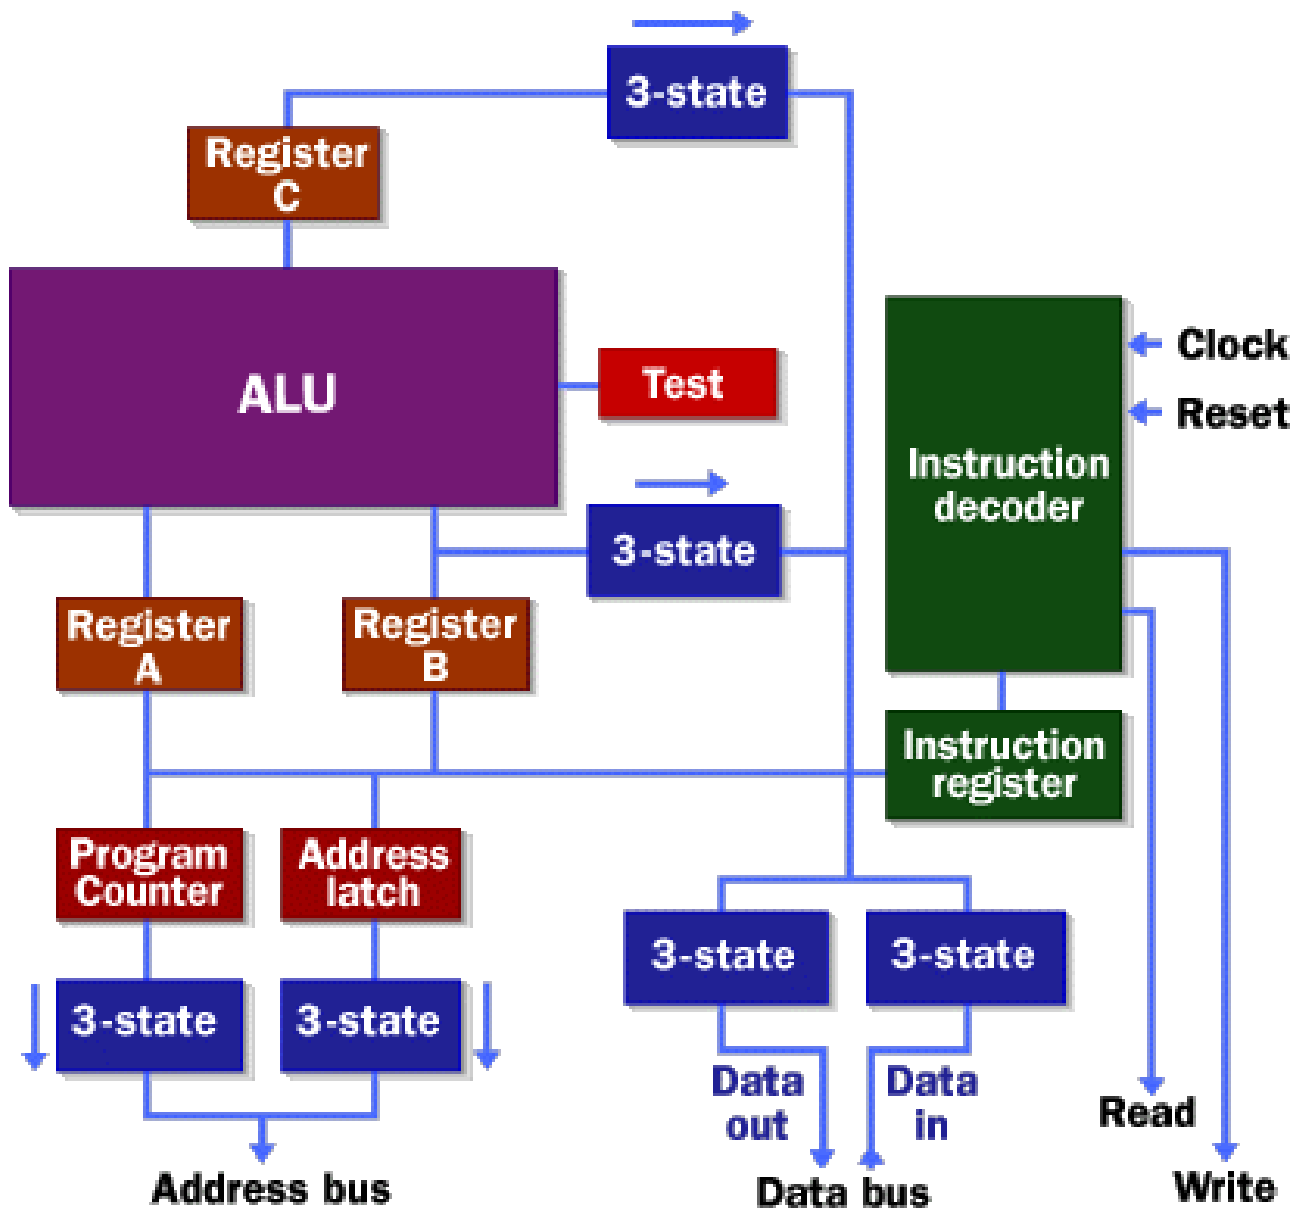 3-state
Register
C
ALU
Test
Clock
Reset
Instruction
decoder
3-state
Register
A
Register
B
Instruction
register
Program
Counter
Address
latch
3-state
3-state
3-state
3-state
Data
out
Data
in
Read
Address bus
Data bus
Write